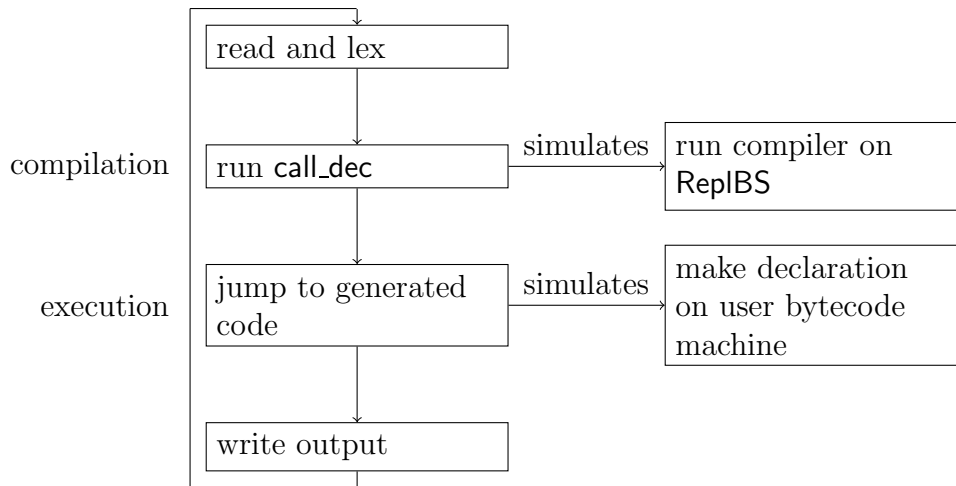 read and lex
compilation
run call_dec
simulates
run compiler on
ReplBS
execution
jump to generated
code
simulates
make declaration
on user bytecode
machine
write output